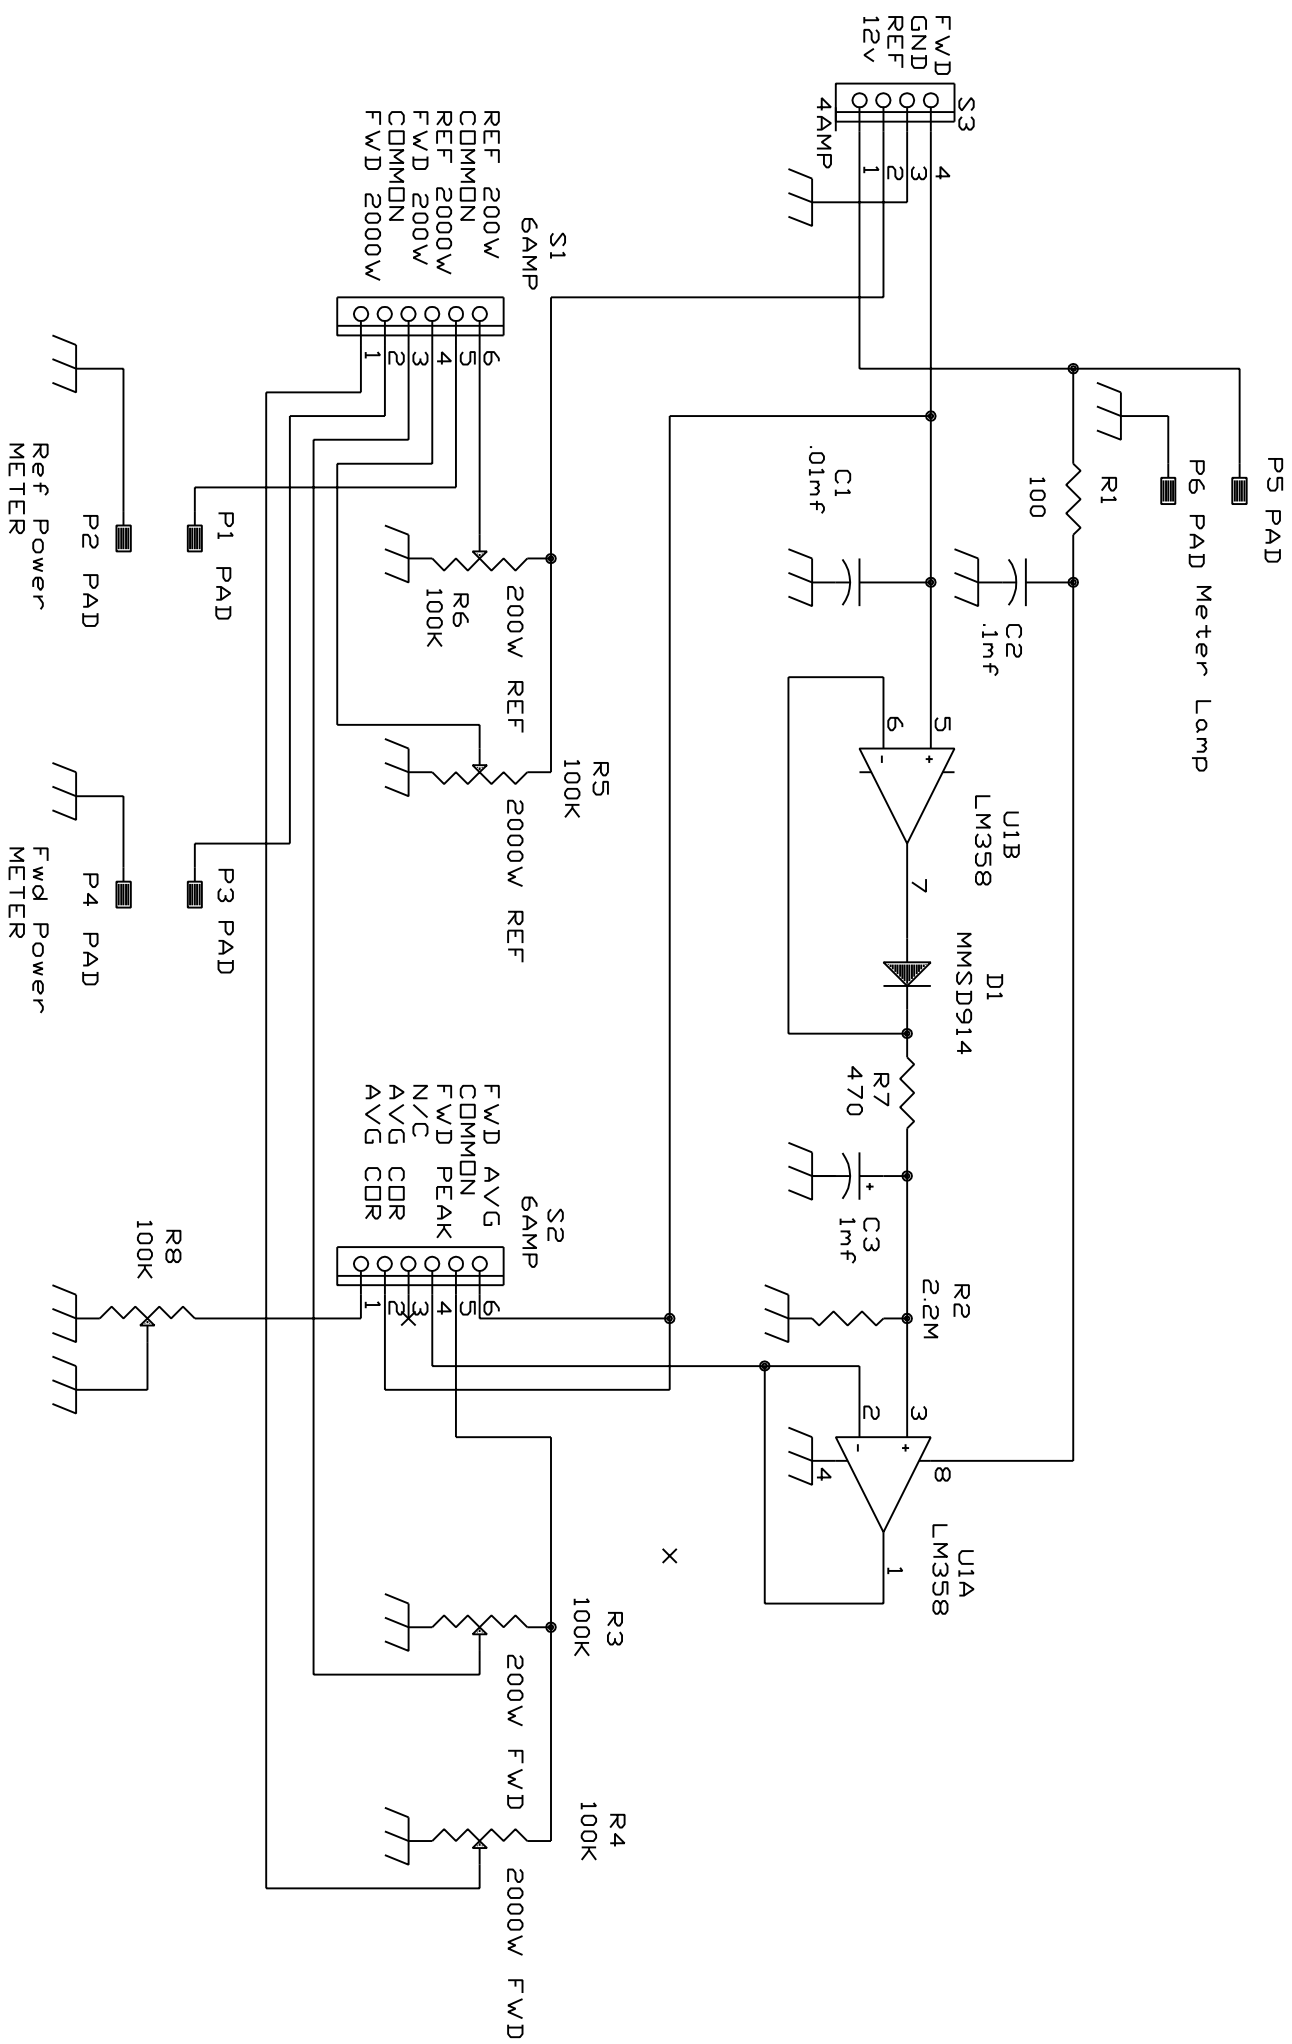 P5 PAD
P6 PAD Meter Lamp
R1
100
C2
.1mf
S3
FWD
GND
REF
12v
4AMP
4
3
2
1
C1
.01mf
5
6
+
-
U1B
LM358
7
D1
MMSD914
R7
470
+
C3
1mf
R2
2.2M
3
2
+
-
8
4
U1A
LM358
1
S1
6AMP
REF 200W
COMMON
REF 2000W
FWD 200W
COMMON
FWD 2000W
6
5
4
3
2
1
200W REF
R6
100K
R5
100K
2000W REF
S2
6AMP
FWD AVG
COMMON
FWD PEAK
N/C
AVG COR
AVG COR
6
5
4
3
2
1
R3
100K
200W FWD
R4
100K
2000W FWD
P1 PAD
P2 PAD
Ref Power
METER
P3 PAD
P4 PAD
Fwd Power
METER
R8
100K